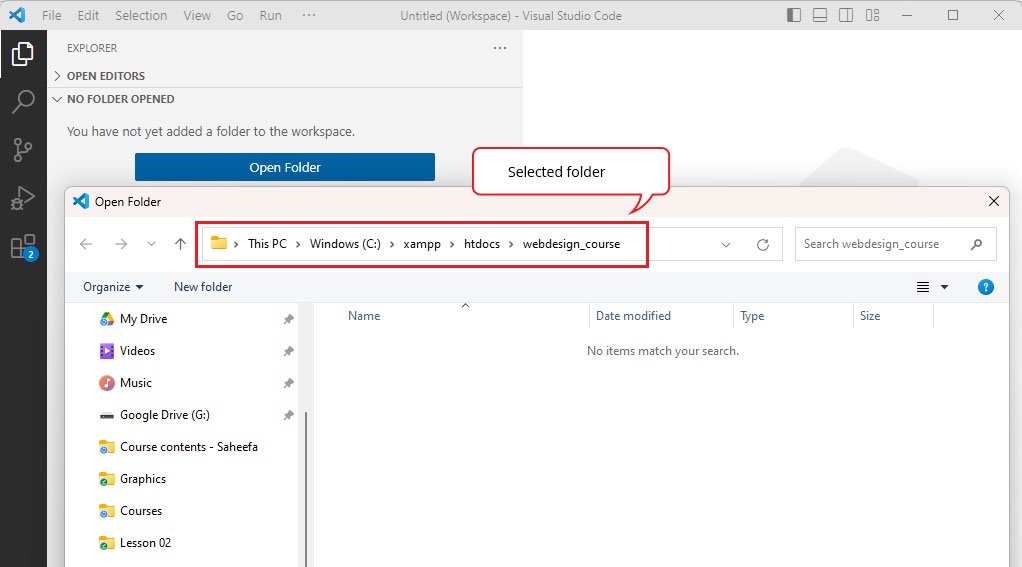 File Edit Selection View Go Run ··· Untitled (Workspace) - Visual Studio Code
EXPLORER ···
OPEN EDITORS
NO FOLDER OPENED
You have not yet added a folder to the workspace.
Open Folder
Selected folder
Open Folder
This PC > Windows (C:) > xampp > htdocs > webdesign_course
Search webdesign_course
2
Organize New folder ?
Name Date modified Type Size
No items match your search.
My Drive
Videos
Music
Google Drive (G:)
Course contents - Saheefa
Graphics
Courses
Lesson 02